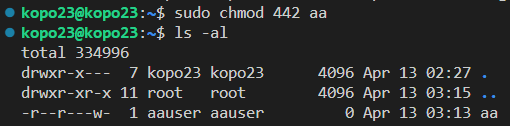 kopo23@kopo23:~$ sudo chmod 442 aa
kopo23@kopo23:~$ ls -al
total 334996
drwxr-x---  7 kopo23 kopo23      4096 Apr 13 02:27 .
drwxr-xr-x 11 root   root        4096 Apr 13 03:15 ..
-r--r---w-  1 aauser aauser         0 Apr 13 03:13 aa